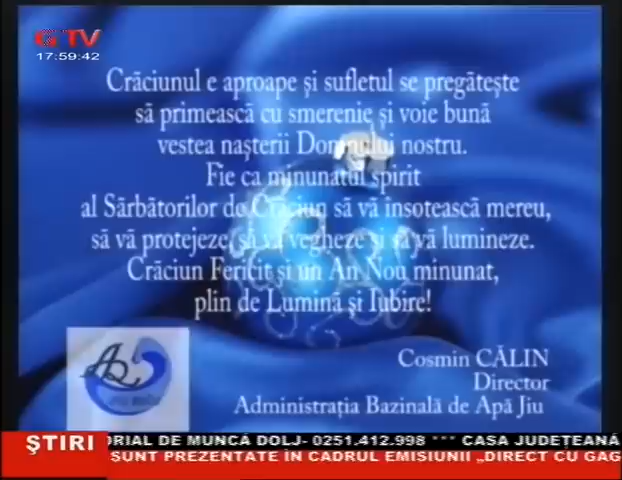 GTV
17:59:42
Crăciunul e aproape și sufletul se pregătește
să primească cu smerenie și voie bună
vestea nașterii Domnului nostru.
Fie ca minunatul spirit
al Sărbătorilor de Crăciun să vă însotească mereu,
să vă protejeze, să vă vegheze și să vă lumineze.
Crăciun Fericit și un An Nou minunat,
plin de Lumină și Iubire!
Cosmin CĂLIN
Director
Administrația Bazinală de Apă Jiu
ȘTIRI
ORIAL DE MUNCĂ DOLJ- 0251.412.998 *** CASA JUDEȚEANĂ
SUNT PREZENTATE ÎN CADRUL EMISIUNII „DIRECT CU GAG